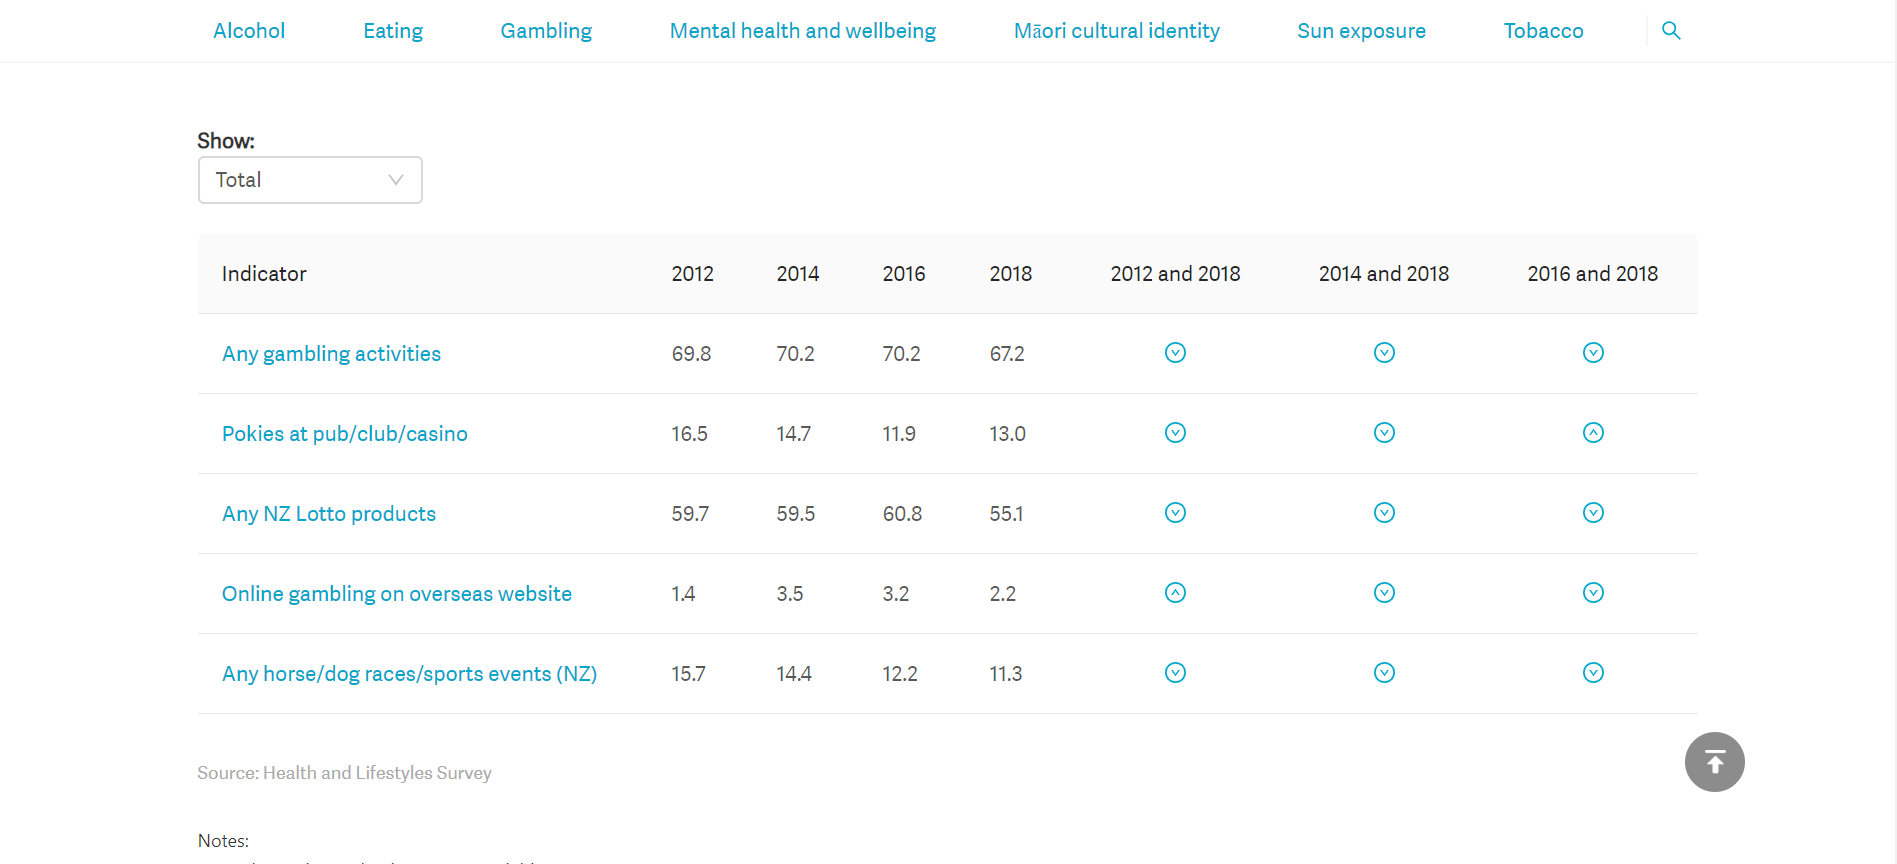 Alcohol Eating Gambling Mental health and wellbeing Māori cultural identity Sun exposure Tobacco
Show:
Total
Indicator 2012 2014 2016 2018 2012 and 2018 2014 and 2018 2016 and 2018
Any gambling activities 69.8 70.2 70.2 67.2
Pokies at pub/club/casino 16.5 14.7 11.9 13.0
Any NZ Lotto products 59.7 59.5 60.8 55.1
Online gambling on overseas website 1.4 3.5 3.2 2.2
Any horse/dog races/sports events (NZ) 15.7 14.4 12.2 11.3
Source: Health and Lifestyles Survey
Notes: